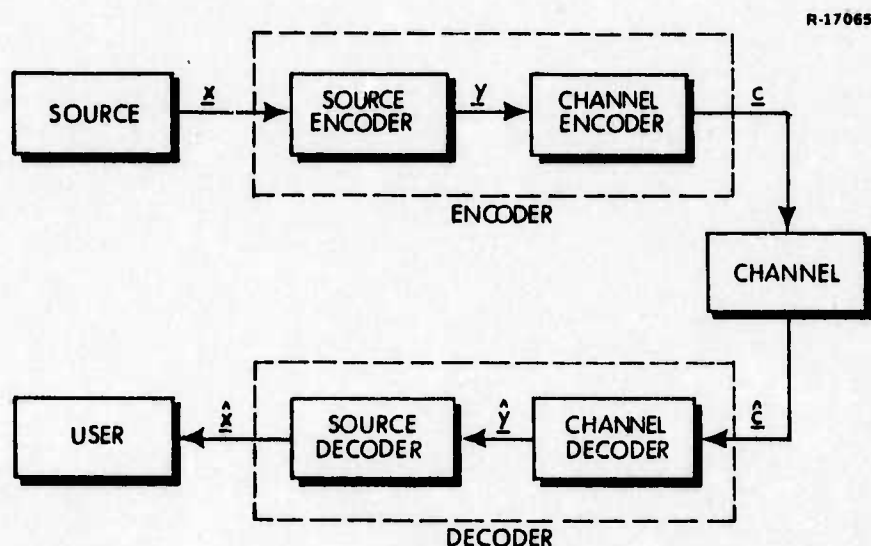 R-17065
SOURCE
x
SOURCE
ENCODER
y
CHANNEL
ENCODER
c
ENCODER
CHANNEL
USER
x̂
SOURCE
DECODER
ŷ
CHANNEL
DECODER
ĉ
DECODER